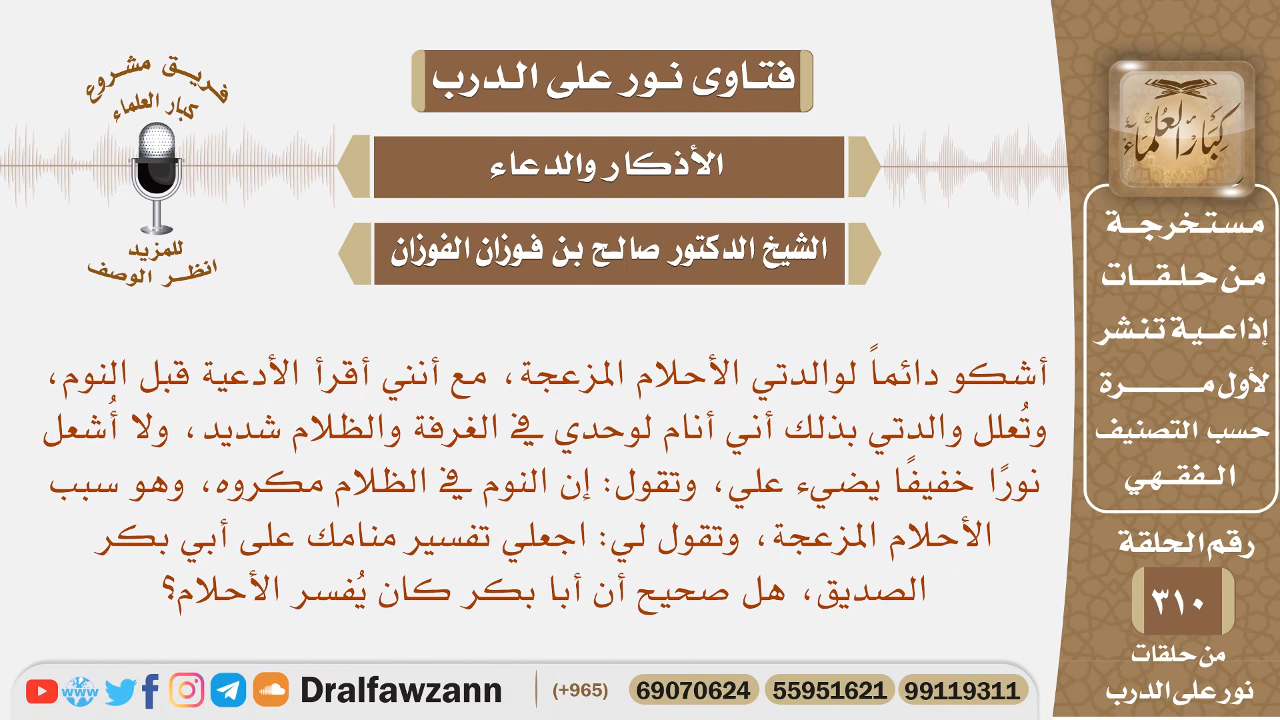 فتاوى نور على الدرب
الأذكار والدعاء
الشيخ الدكتور صالح بن فوزان الفوزان
فريق مشروع
كبار العلماء
للمزيد
انظر الوصف
أشكو دائماً لوالدتي الأحلام المزعجة، مع أنني أقرأ الأدعية قبل النوم،
وتُعلل والدتي بذلك أني أنام لوحدي في الغرفة والظلام شديد، ولا أُشعل
نورًا خفيفًا يضيء علي، وتقول: إن النوم في الظلام مكروه، وهو سبب
الأحلام المزعجة، وتقول لي: اجعلي تفسير منامك على أبي بكر
الصديق، هل صحيح أن أبا بكر كان يُفسر الأحلام؟
كبار العلماء
مستخرجة
من حلقات
إذاعية تنشر
لأول مرة
حسب التصنيف
الفقهي
رقم الحلقة
٣١٠
من حلقات
نور على الدرب
www
Dralfawzann
(+965)
69070624
55951621
99119311